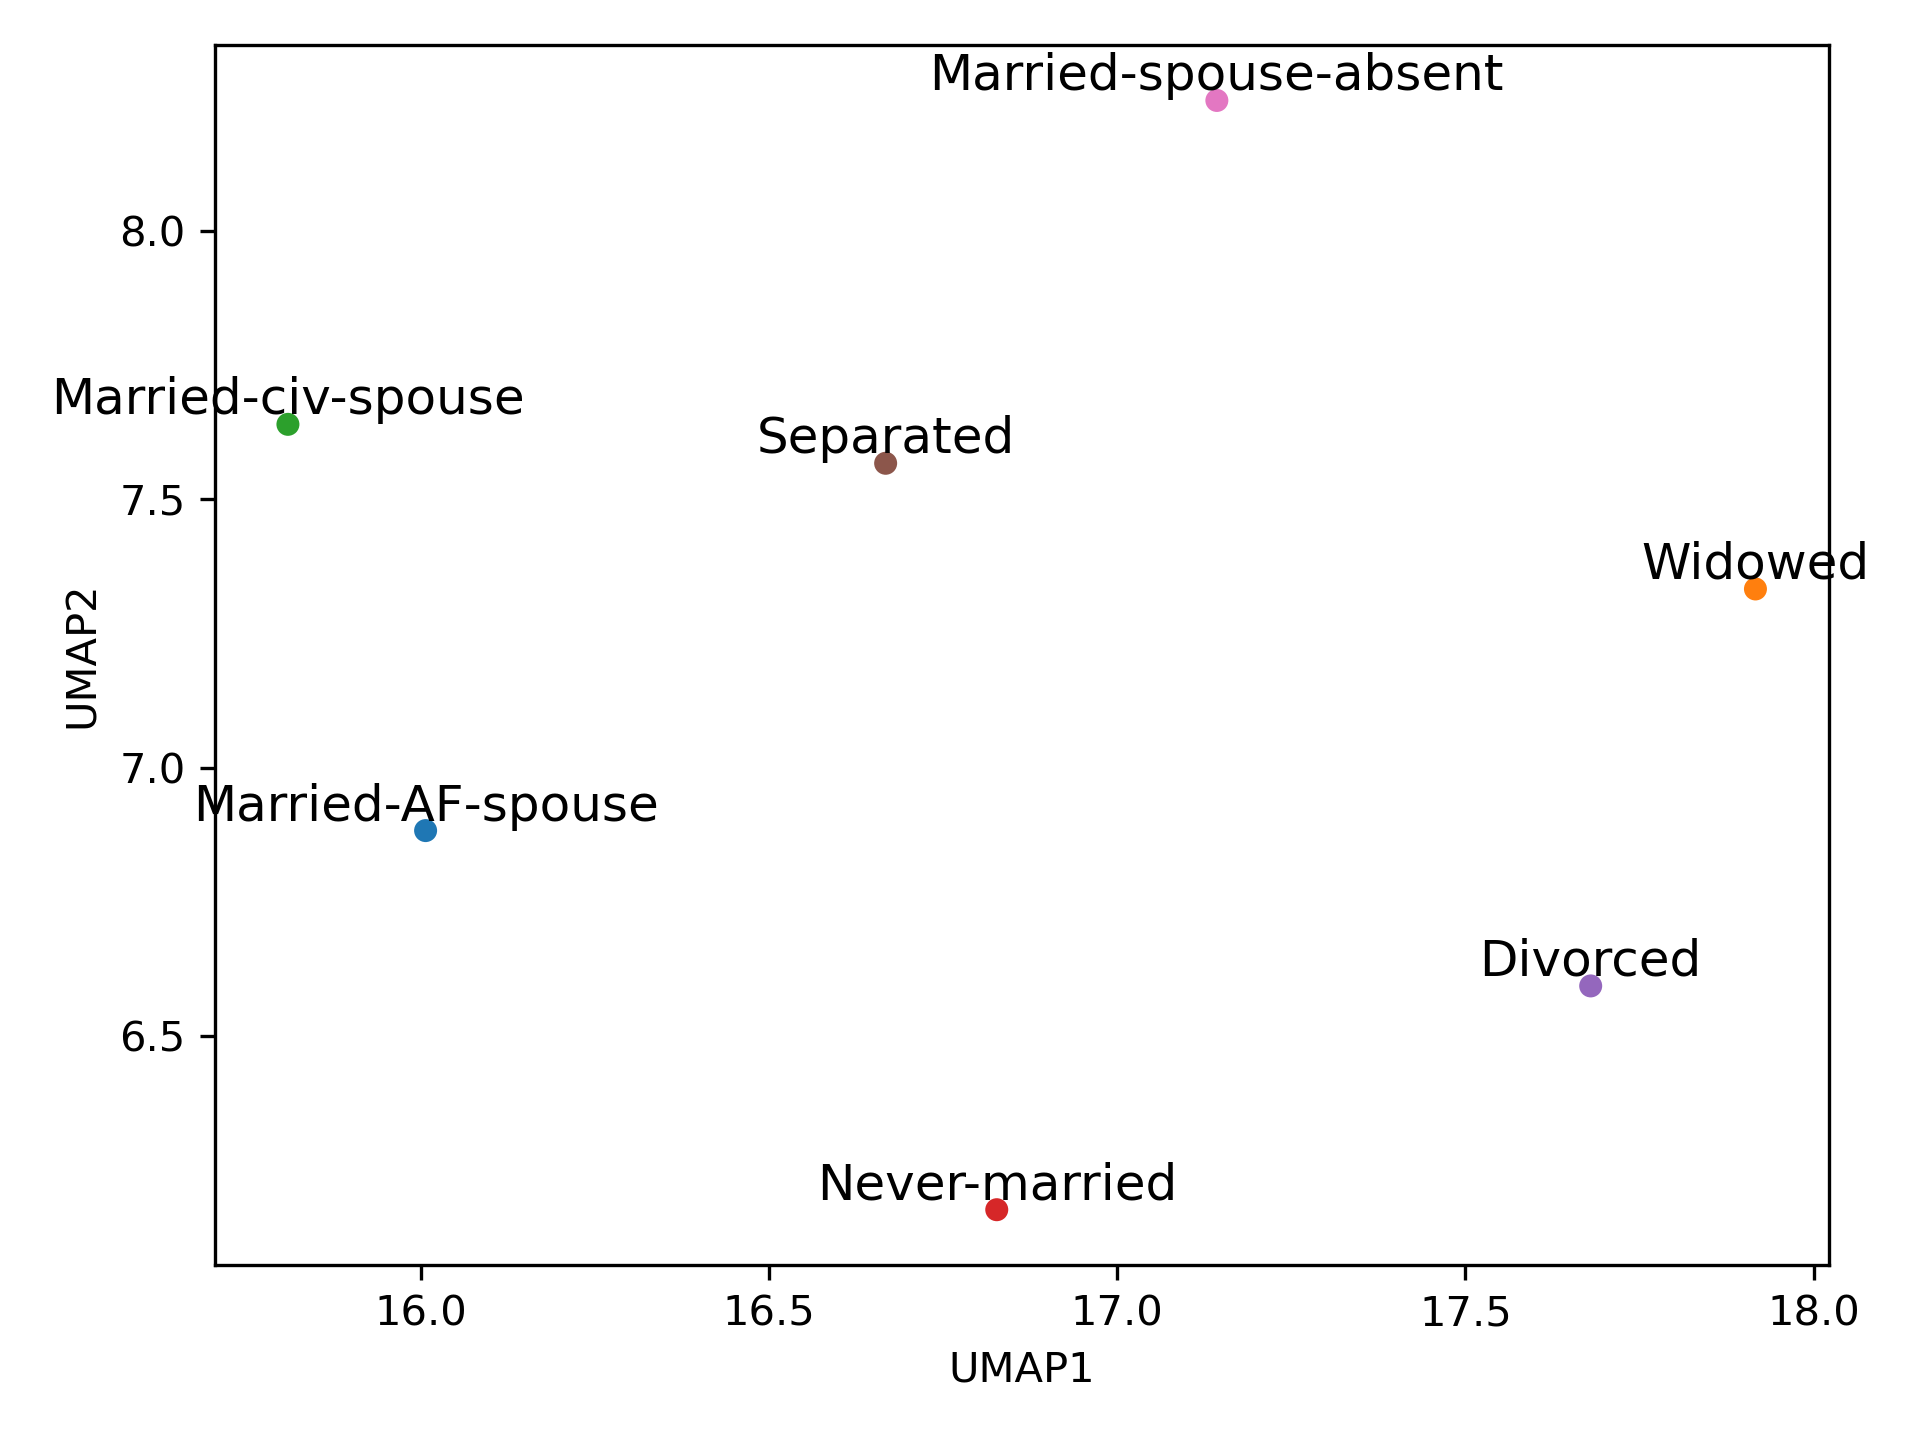 Married-spouse-absent
8.0
Married-civ-spouse
Separated
7.5
Widowed
UMAP2
7.0
Married-AF-spouse
Divorced
6.5
Never-married
16.0 16.5 17.0 17.5 18.0
UMAP1